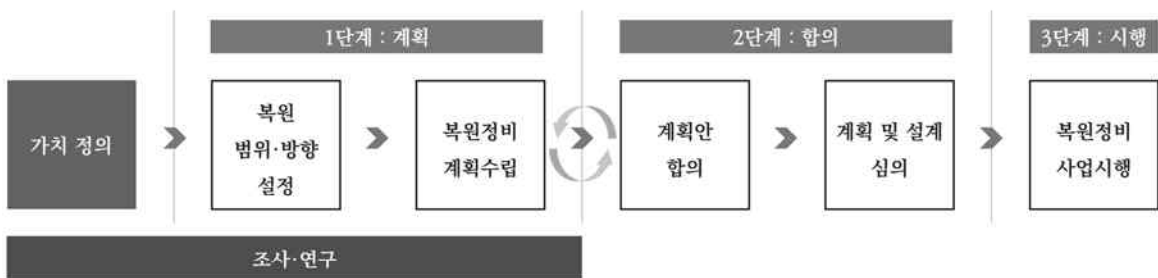 1단계 : 계획
2단계 : 합의
3단계 : 시행
가치 정의
복원
범위·방향
설정
복원정비
계획수립
계획안
합의
계획 및 설계
심의
복원정비
사업시행
조사·연구